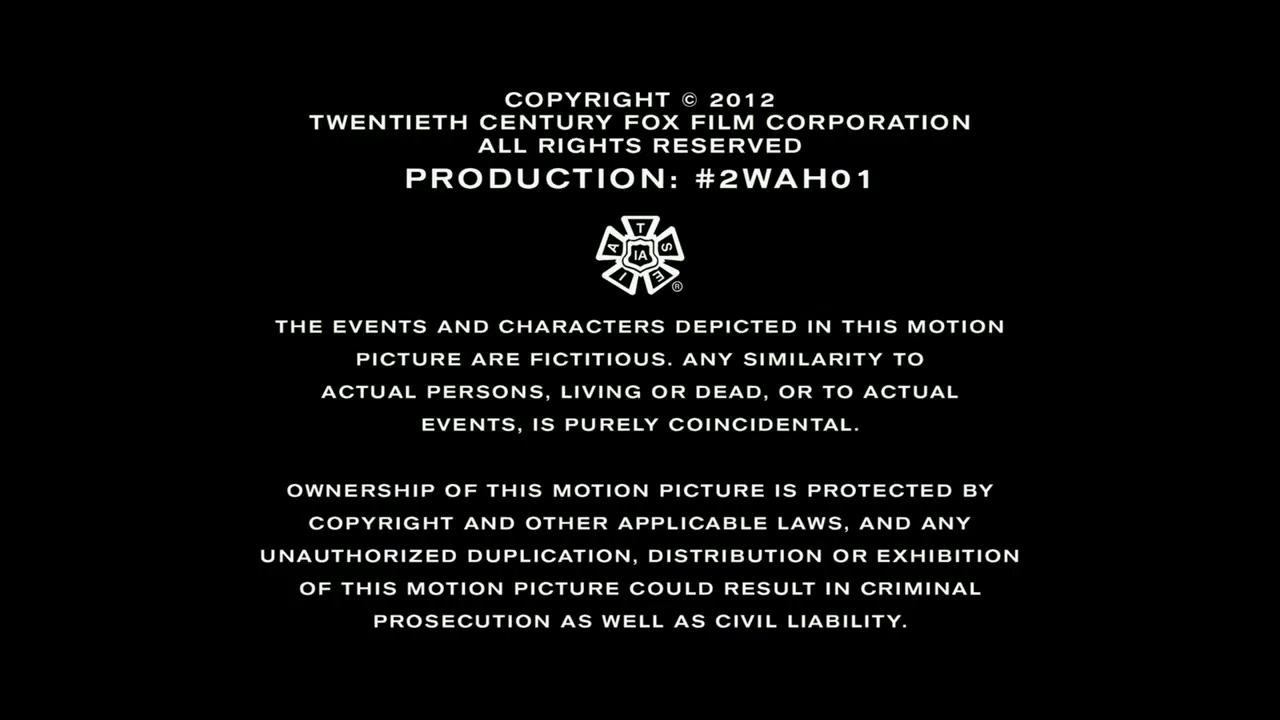 COPYRIGHT © 2012
TWENTIETH CENTURY FOX FILM CORPORATION
ALL RIGHTS RESERVED
PRODUCTION: #2WAH01
I A T S E
IA
®
THE EVENTS AND CHARACTERS DEPICTED IN THIS MOTION
PICTURE ARE FICTITIOUS. ANY SIMILARITY TO
ACTUAL PERSONS, LIVING OR DEAD, OR TO ACTUAL
EVENTS, IS PURELY COINCIDENTAL.
OWNERSHIP OF THIS MOTION PICTURE IS PROTECTED BY
COPYRIGHT AND OTHER APPLICABLE LAWS, AND ANY
UNAUTHORIZED DUPLICATION, DISTRIBUTION OR EXHIBITION
OF THIS MOTION PICTURE COULD RESULT IN CRIMINAL
PROSECUTION AS WELL AS CIVIL LIABILITY.